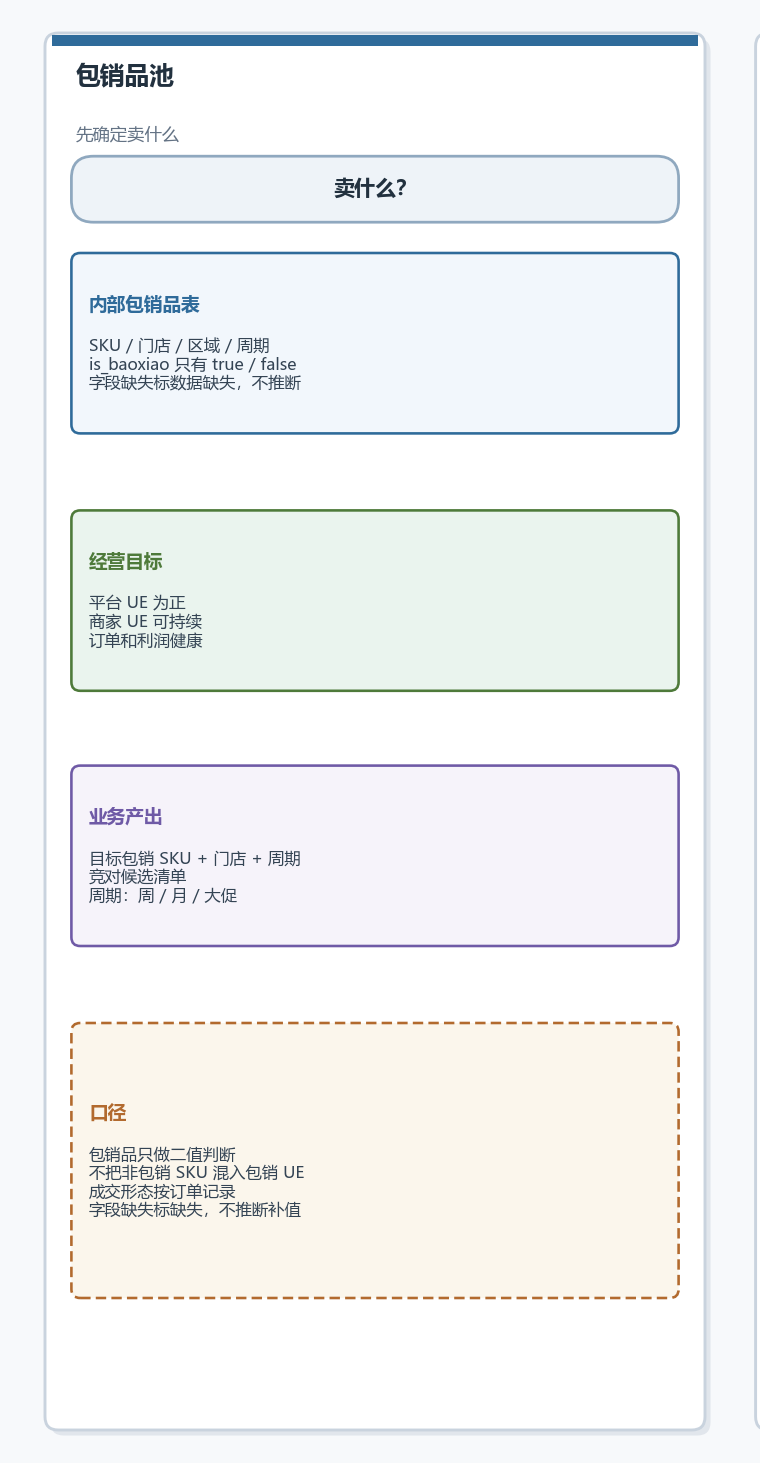 包销品池
先确定卖什么
卖什么?
内部包销品表
SKU / 门店 / 区域 / 周期
is_baoxiao 只有 true / false
字段缺失标数据缺失，不推断
经营目标
平台 UE 为正
商家 UE 可持续
订单和利润健康
业务产出
目标包销 SKU + 门店 + 周期
竞对候选清单
周期：周 / 月 / 大促
口径
包销品只做二值判断
不把非包销 SKU 混入包销 UE
成交形态按订单记录
字段缺失标缺失，不推断补值